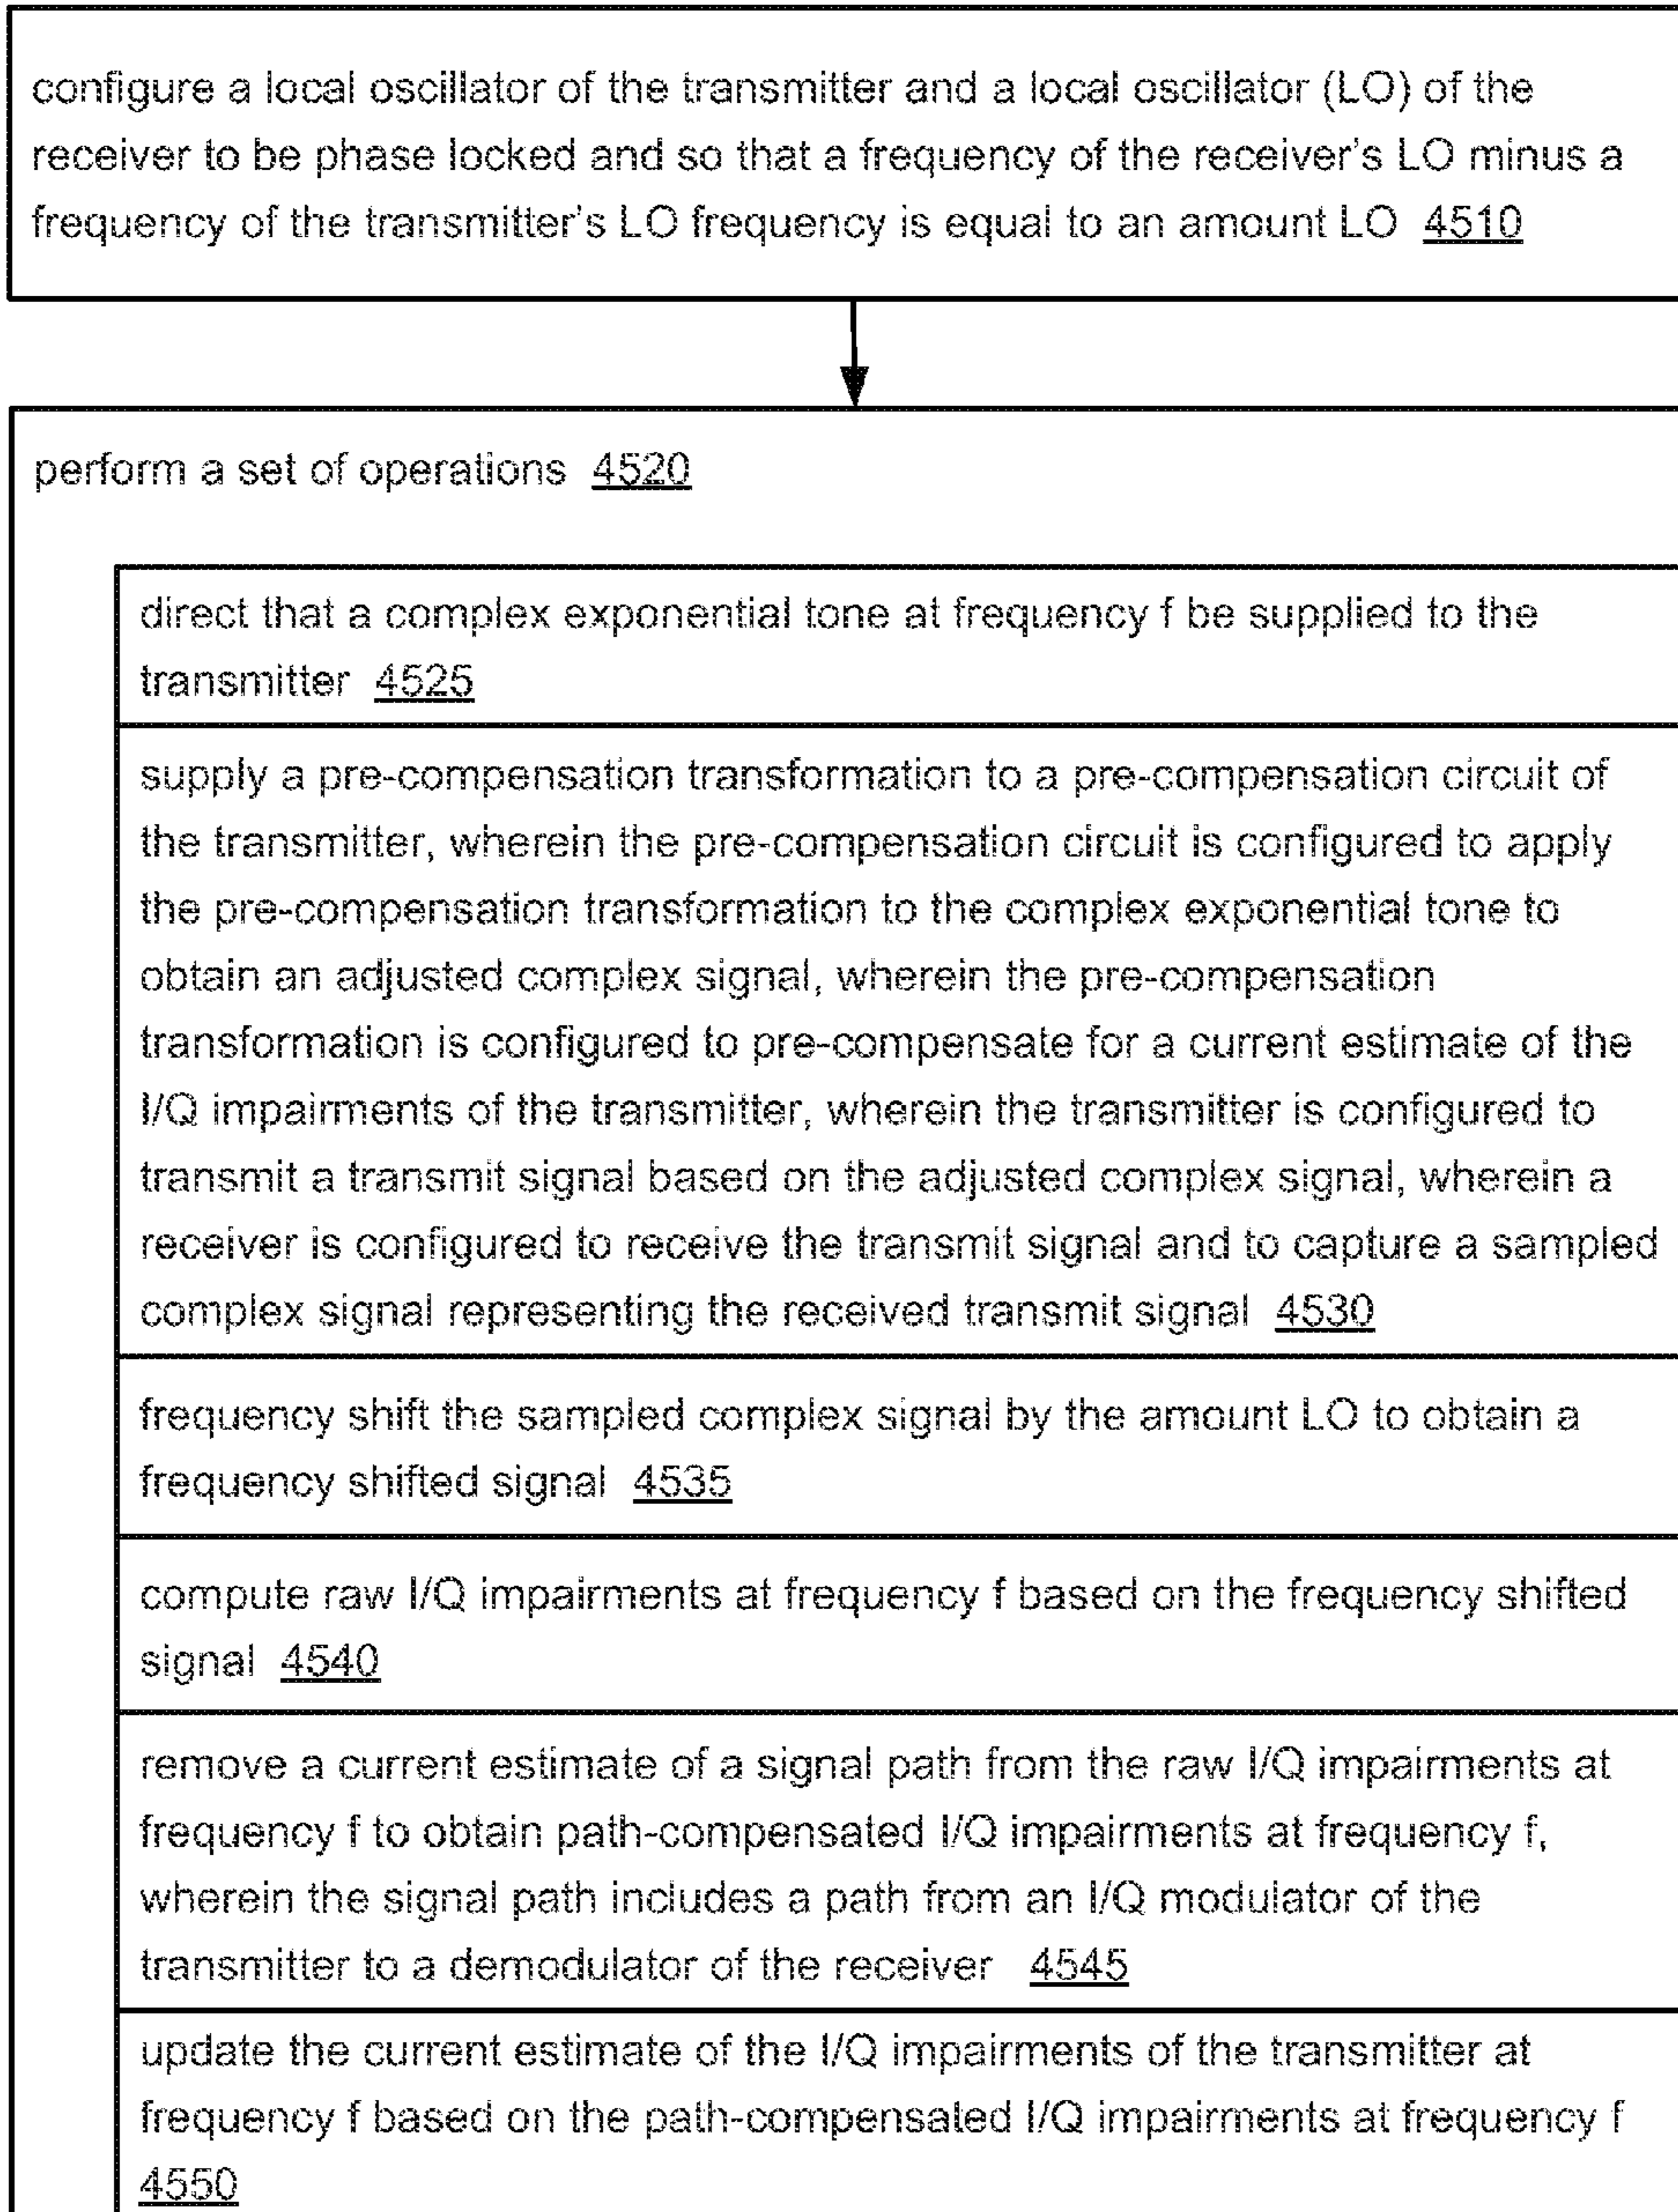 configure a local oscillator of the transmitter and a local oscillator (LO) of the
receiver to be phase locked and so that a frequency of the receiver's LO minus a
frequency of the transmitter's LO frequency is equal to an amount LO 4510
perform a set of operations 4520
direct that a complex exponential tone at frequency f be supplied to the
transmitter 4525
supply a pre-compensation transformation to a pre-compensation circuit of
the transmitter, wherein the pre-compensation circuit is configured to apply
the pre-compensation transformation to the complex exponential tone to
obtain an adjusted complex signal, wherein the pre-compensation
transformation is configured to pre-compensate for a current estimate of the
I/Q impairments of the transmitter, wherein the transmitter is configured to
transmit a transmit signal based on the adjusted complex signal, wherein a
receiver is configured to receive the transmit signal and to capture a sampled
complex signal representing the received transmit signal 4530
frequency shift the sampled complex signal by the amount LO to obtain a
frequency shifted signal 4535
compute raw I/Q impairments at frequency f based on the frequency shifted
signal 4540
remove a current estimate of a signal path from the raw I/Q impairments at
frequency f to obtain path-compensated I/Q impairments at frequency f,
wherein the signal path includes a path from an I/Q modulator of the
transmitter to a demodulator of the receiver 4545
update the current estimate of the I/Q impairments of the transmitter at
frequency f based on the path-compensated I/Q impairments at frequency f
4550